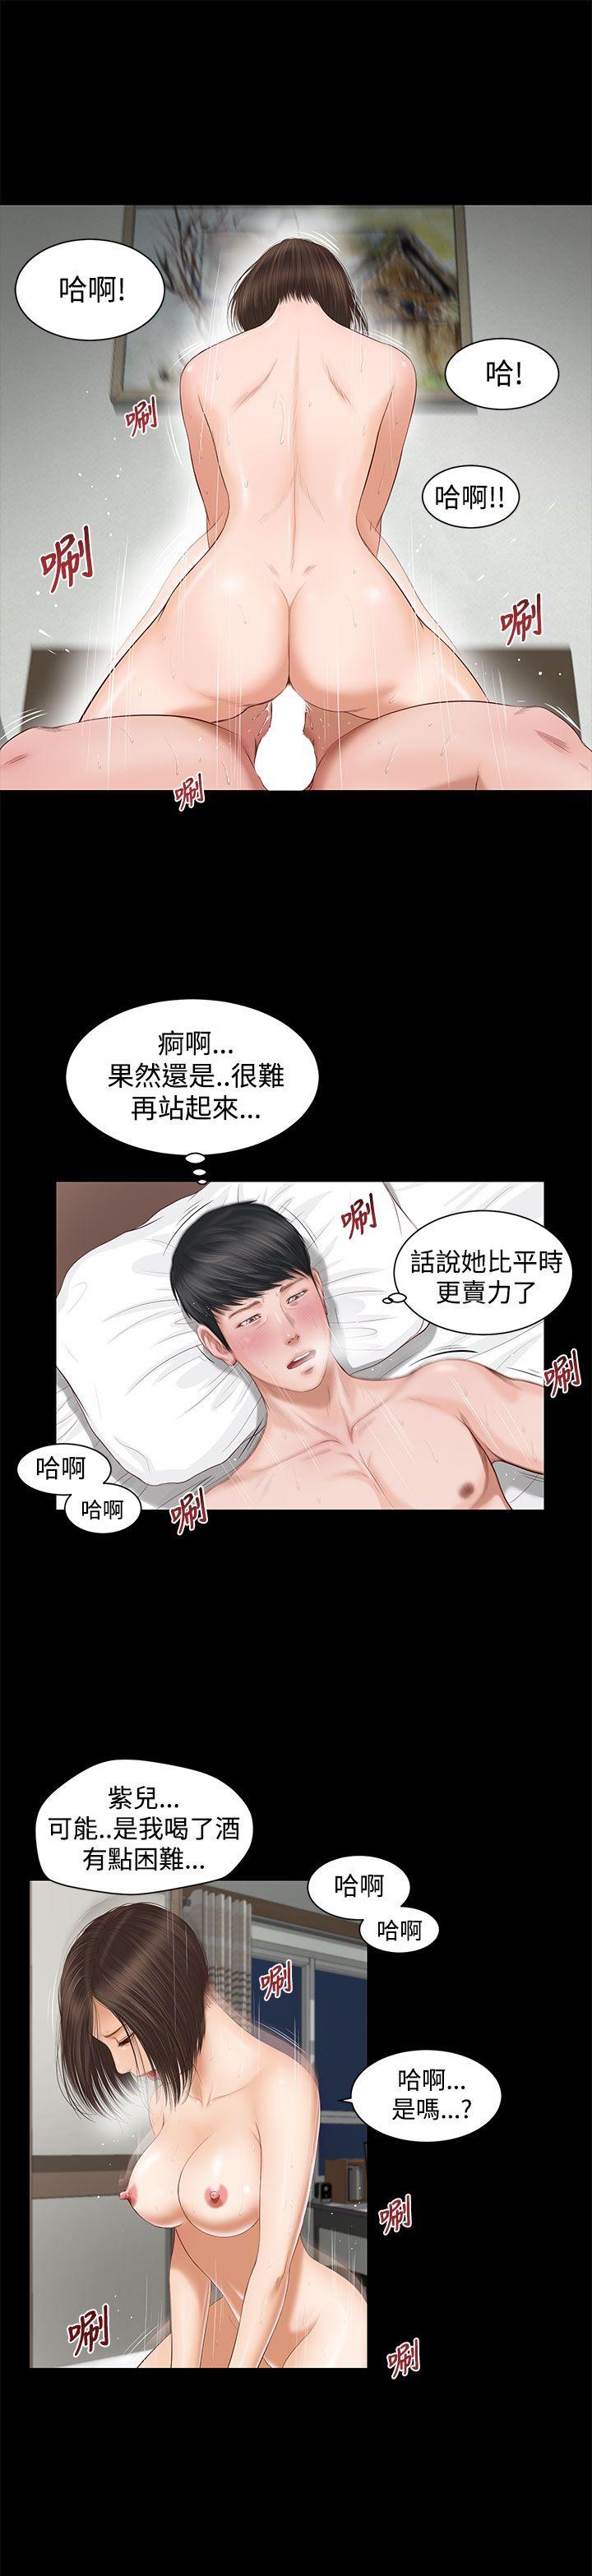 哈啊!
哈!
唰
哈啊!!
唰
唰
唰
痾啊...
果然還是..很難
再站起來...
唰
話說她比平時
更賣力了
唰
哈啊
哈啊
唰
紫兒...
可能..是我喝了酒
有點困難...
哈啊
哈啊
唰
哈啊...
是嗎...?
唰
唰
唰